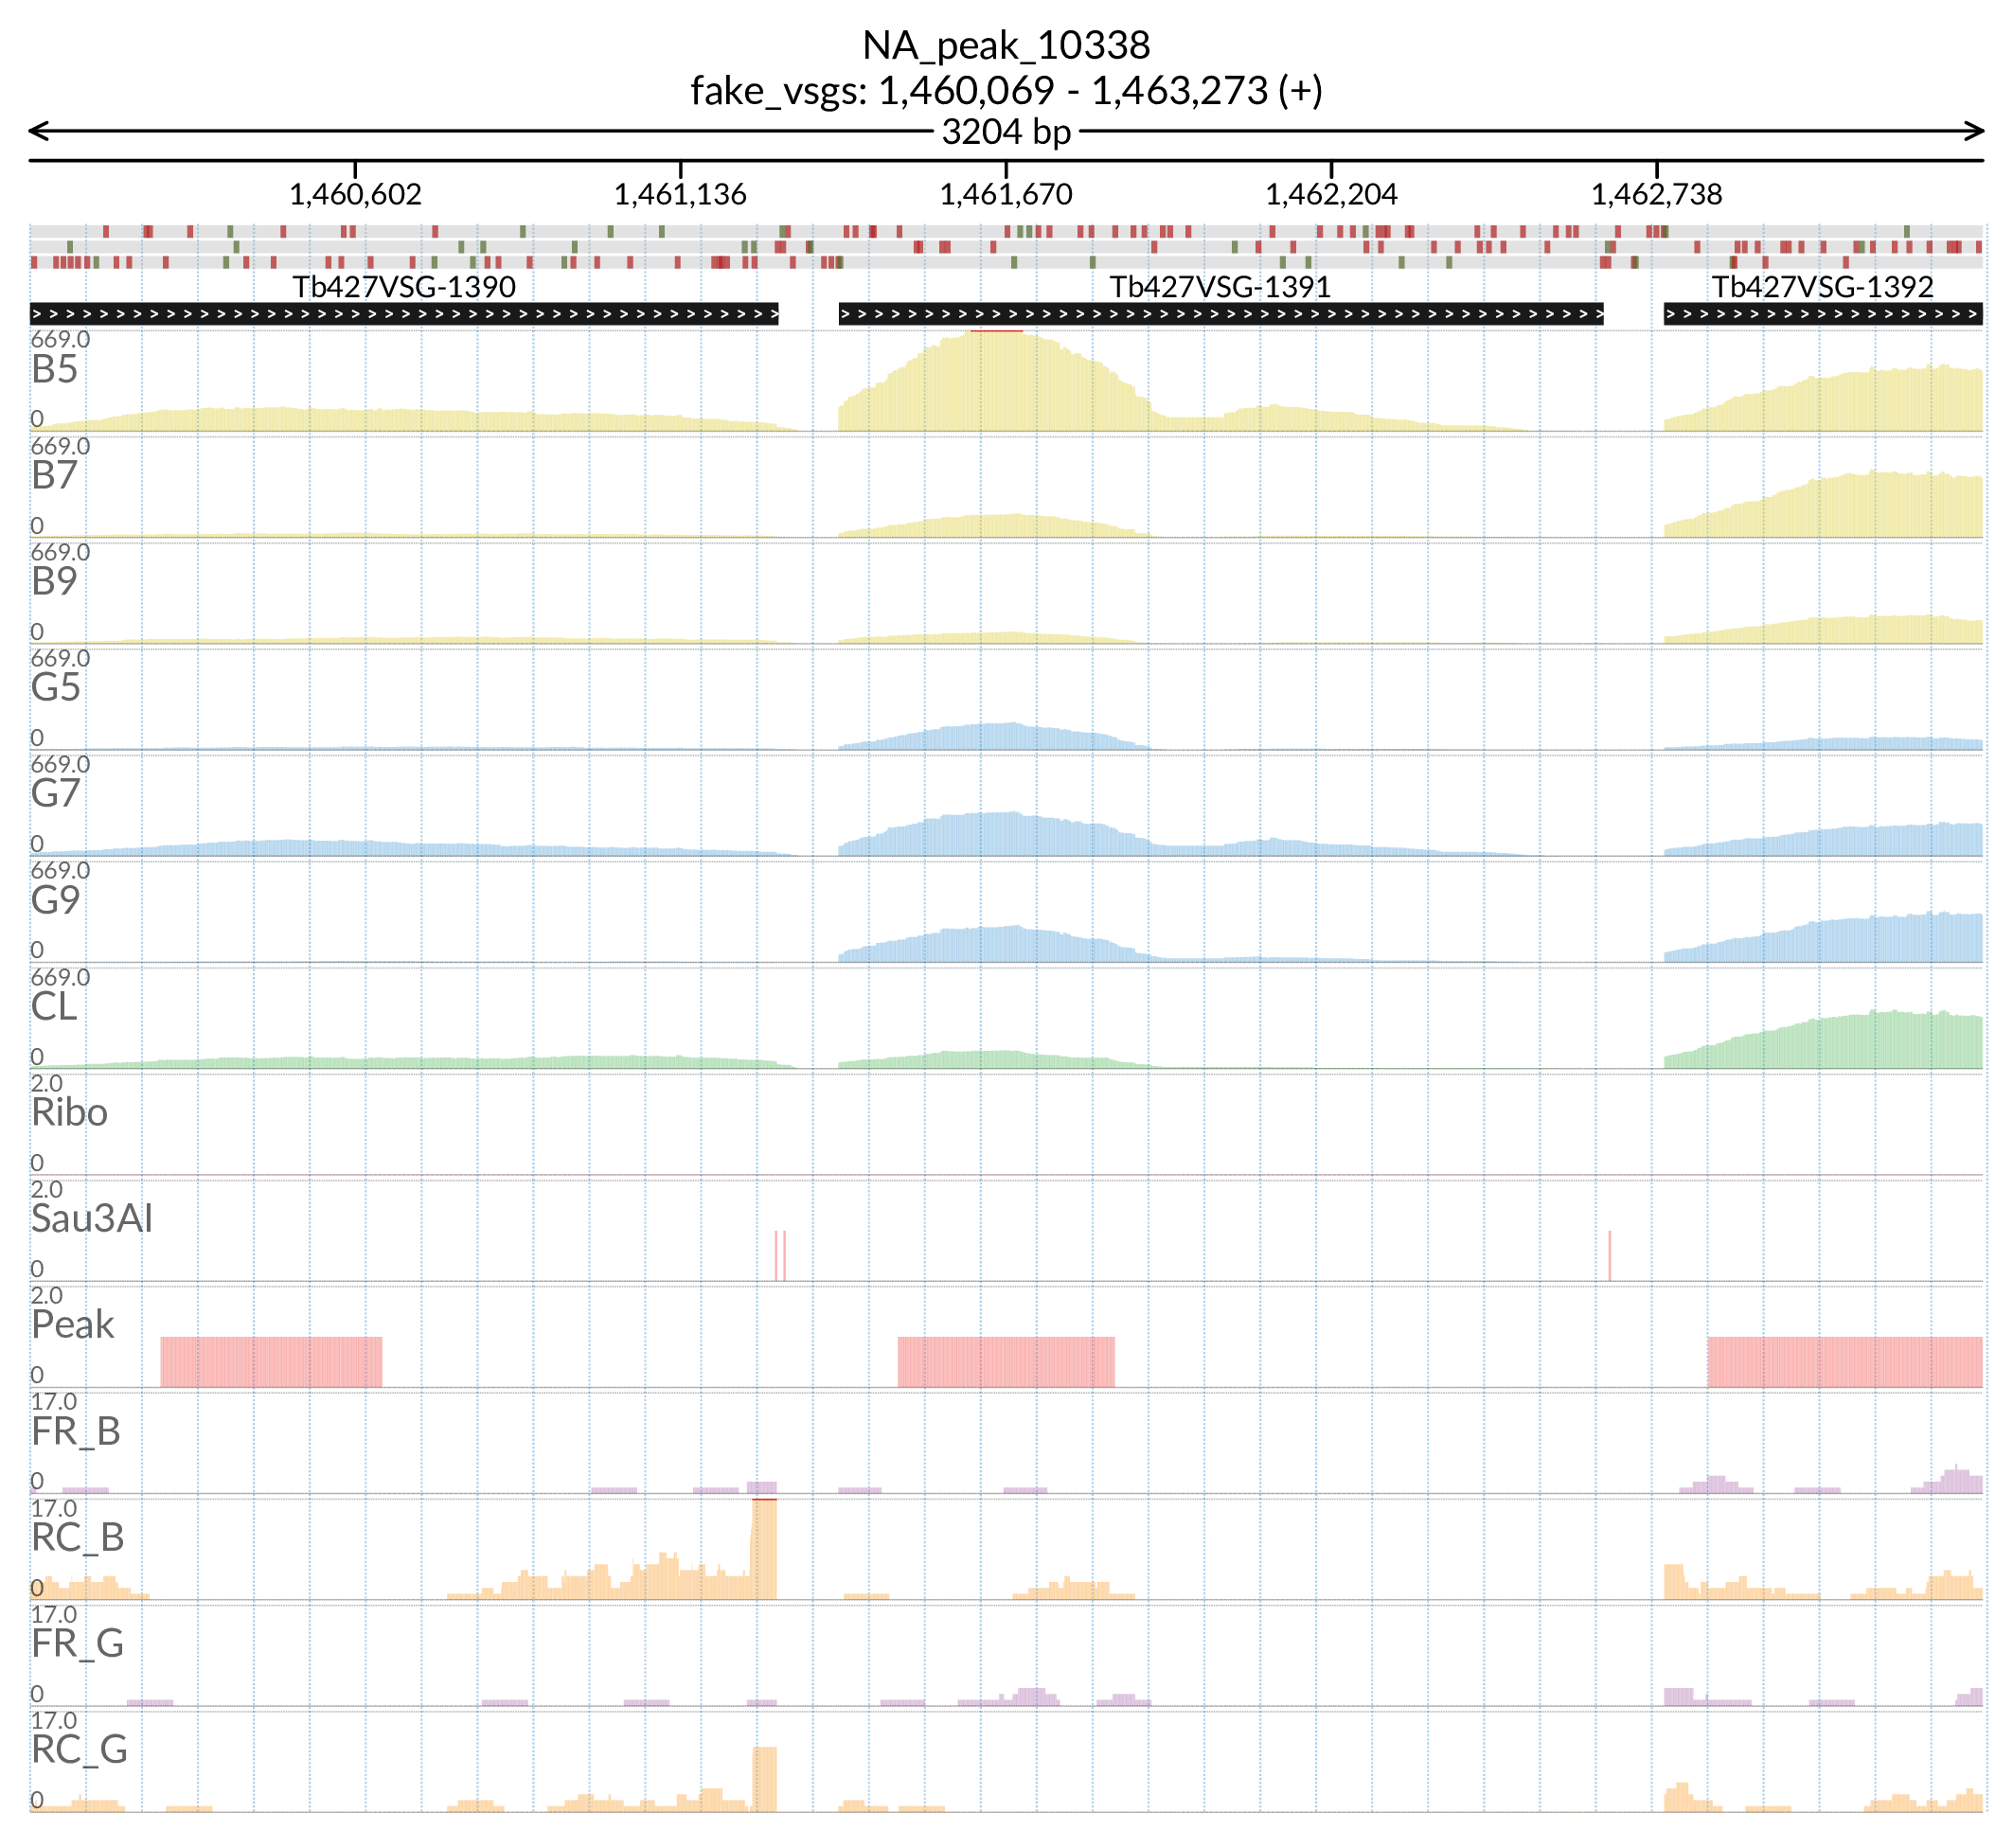 NA_peak_10338
fake_vsgs: 1,460,069 - 1,463,273 (+)
3204 bp
1,460,602 1,461,136 1,461,670 1,462,204 1,462,738
Tb427VSG-1390 Tb427VSG-1391 Tb427VSG-1392
669.0
B5
0
669.0
B7
0
669.0
B9
0
669.0
G5
0
669.0
G7
0
669.0
G9
0
669.0
CL
0
2.0
Ribo
0
2.0
Sau3AI
0
2.0
Peak
0
17.0
FR_B
0
17.0
RC_B
0
17.0
FR_G
0
17.0
RC_G
0